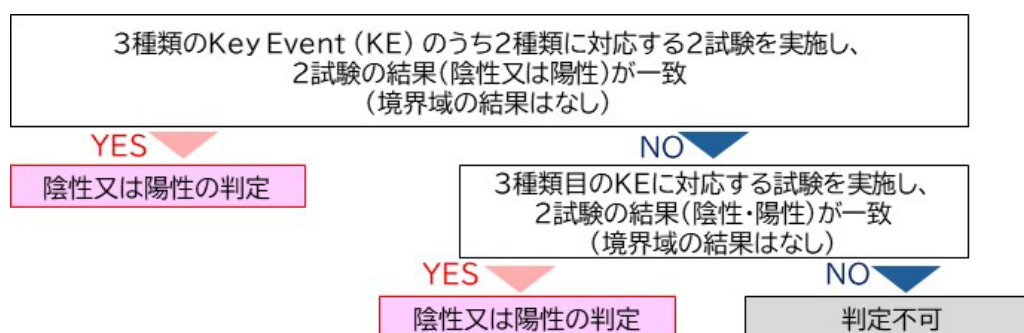 3種類のKey Event (KE) のうち2種類に対応する2試験を実施し、
2試験の結果(陰性又は陽性)が一致
(境界域の結果はなし)
YES
NO
陰性又は陽性の判定
3種類目のKEに対応する試験を実施し、
2試験の結果(陰性・陽性)が一致
(境界域の結果はなし)
YES
NO
陰性又は陽性の判定
判定不可